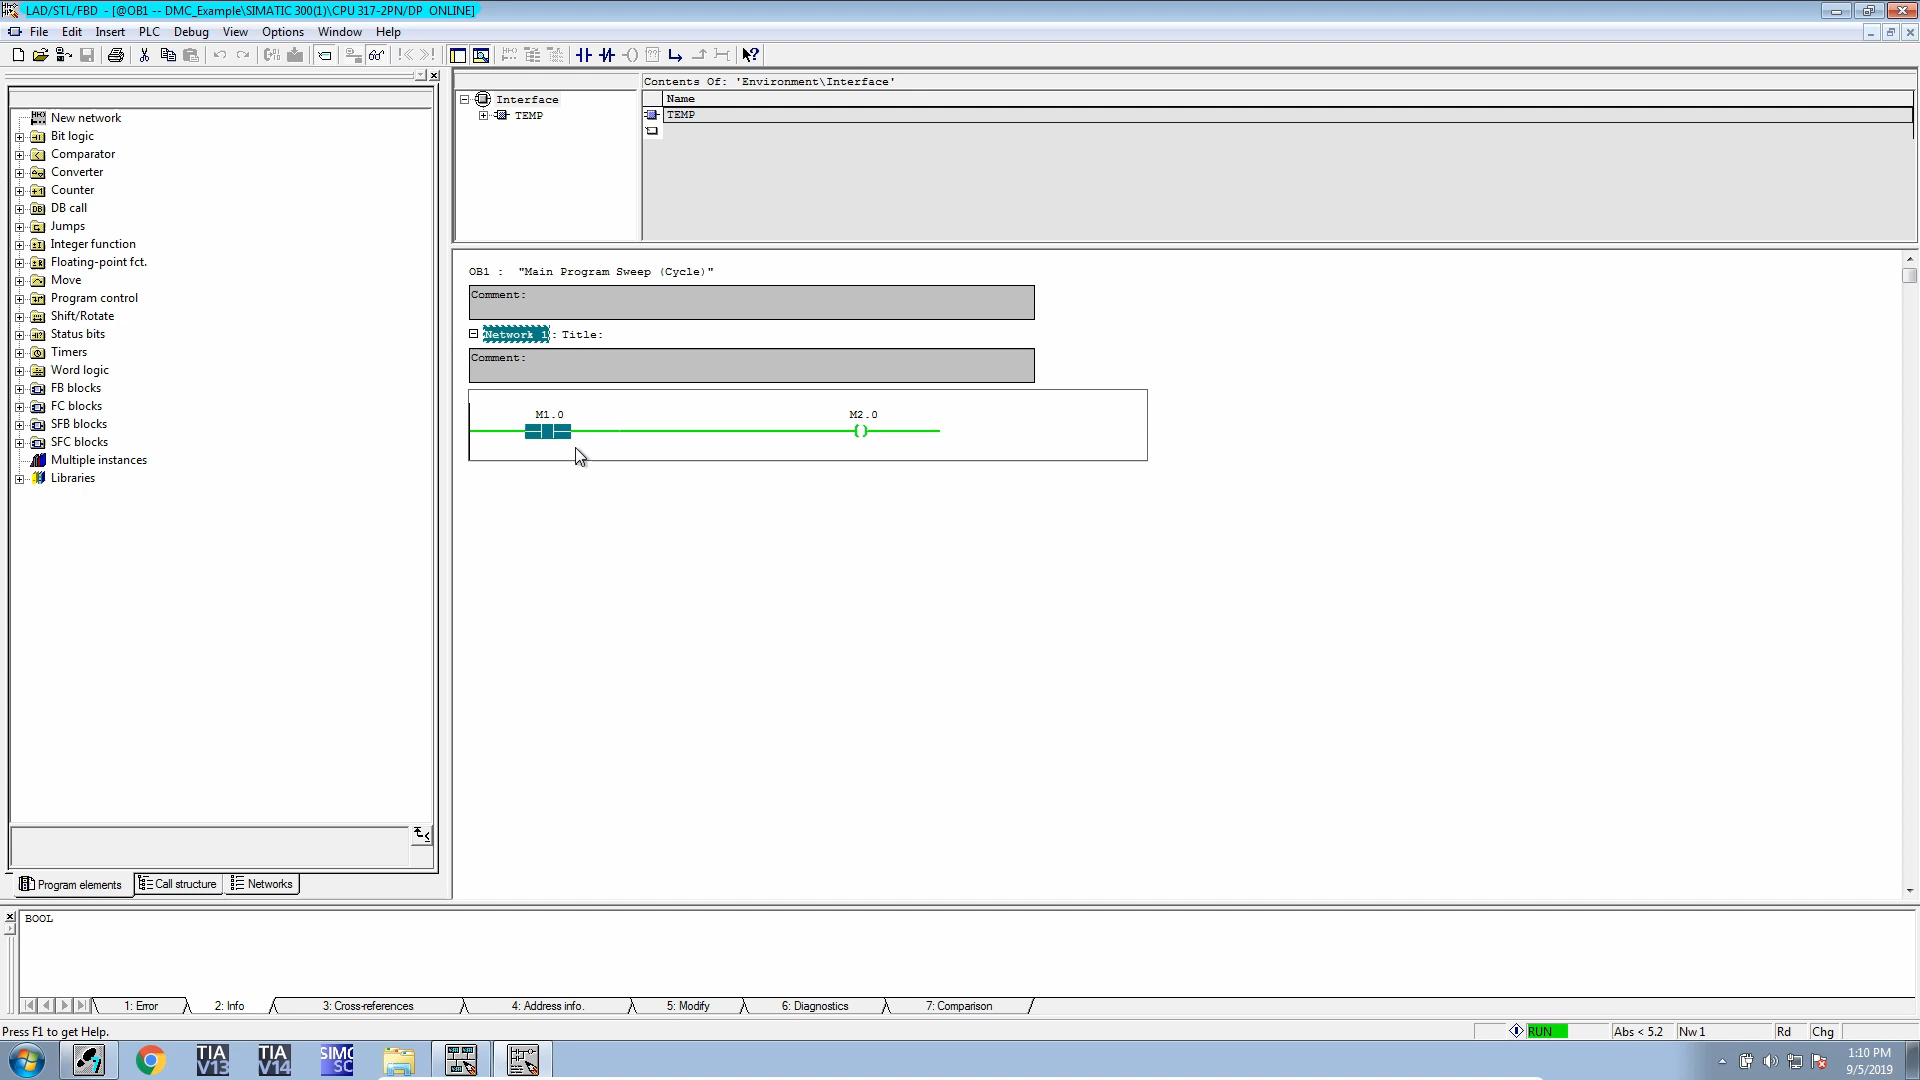 LAD/STL/FBD - [@OB1 -- DMC_Example\SIMATIC 300(1)\CPU 317-2PN/DP ONLINE]
File Edit Insert PLC Debug View Options Window Help
New network
Bit logic
Comparator
Converter
Counter
DB call
Jumps
Integer function
Floating-point fct.
Move
Program control
Shift/Rotate
Status bits
Timers
Word logic
FB blocks
FC blocks
SFB blocks
SFC blocks
Multiple instances
Libraries
Program elements Call structure Networks
Interface
TEMP
Contents Of: 'Environment\Interface'
Name
TEMP
OB1 : "Main Program Sweep (Cycle)"
Comment:
Network 1: Title:
Comment:
M1.0 M2.0
BOOL
1: Error 2: Info 3: Cross-references 4: Address info. 5: Modify 6: Diagnostics 7: Comparison
Press F1 to get Help. RUN Abs < 5.2 Nw 1 Rd Chg
TIA V13
TIA V14
1:10 PM
9/5/2019